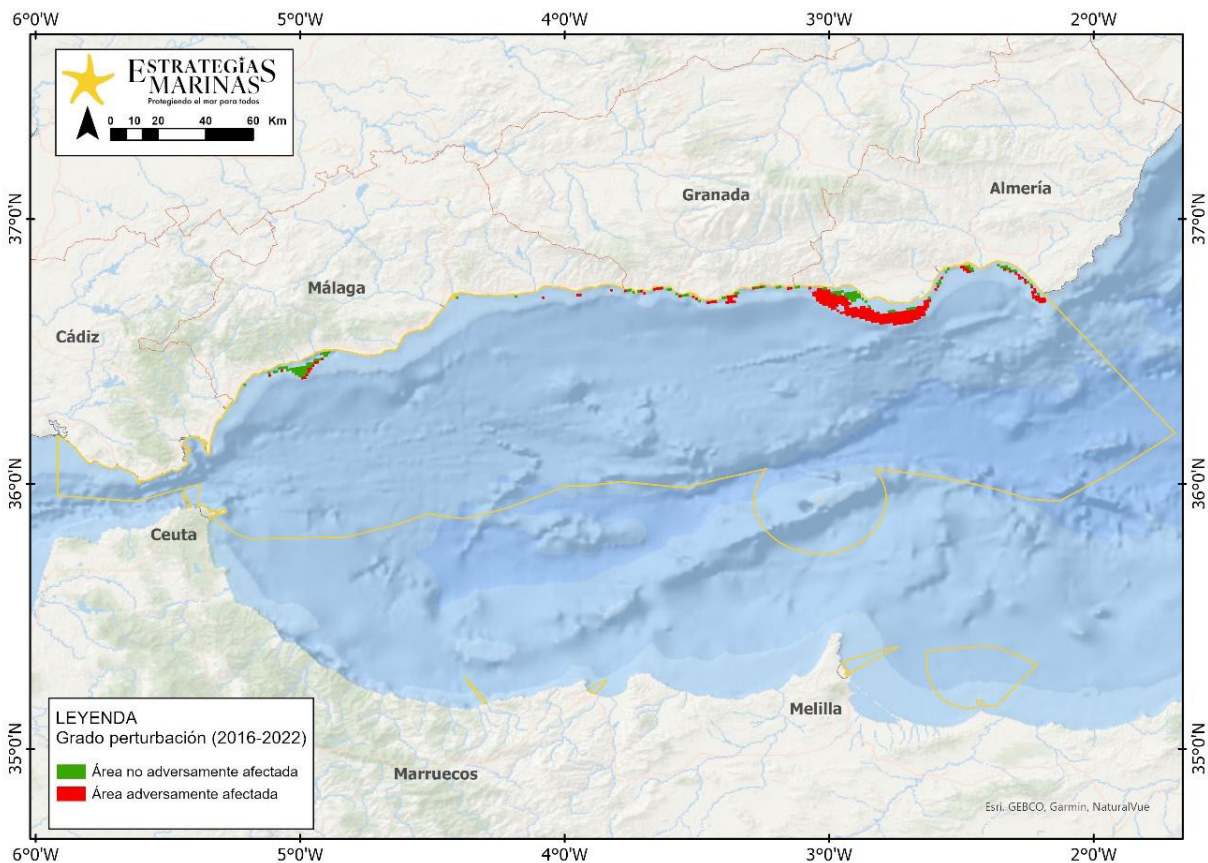 6°0'W 5°0'W 4°0'W 3°0'W 2°0'W
ESTRATEGIAS
MARINAS
Protegiendo el mar para todos
0 10 20 40 60 Km
37°0'N
37°0'N
Granada
Almería
Málaga
Cádiz
36°0'N
36°0'N
Ceuta
Melilla
Marruecos
35°0'N
35°0'N
LEYENDA
Grado perturbación (2016-2022)
Área no adversamente afectada
Área adversamente afectada
Esri, GEBCO, Garmin, NaturalVue
6°0'W 5°0'W 4°0'W 3°0'W 2°0'W